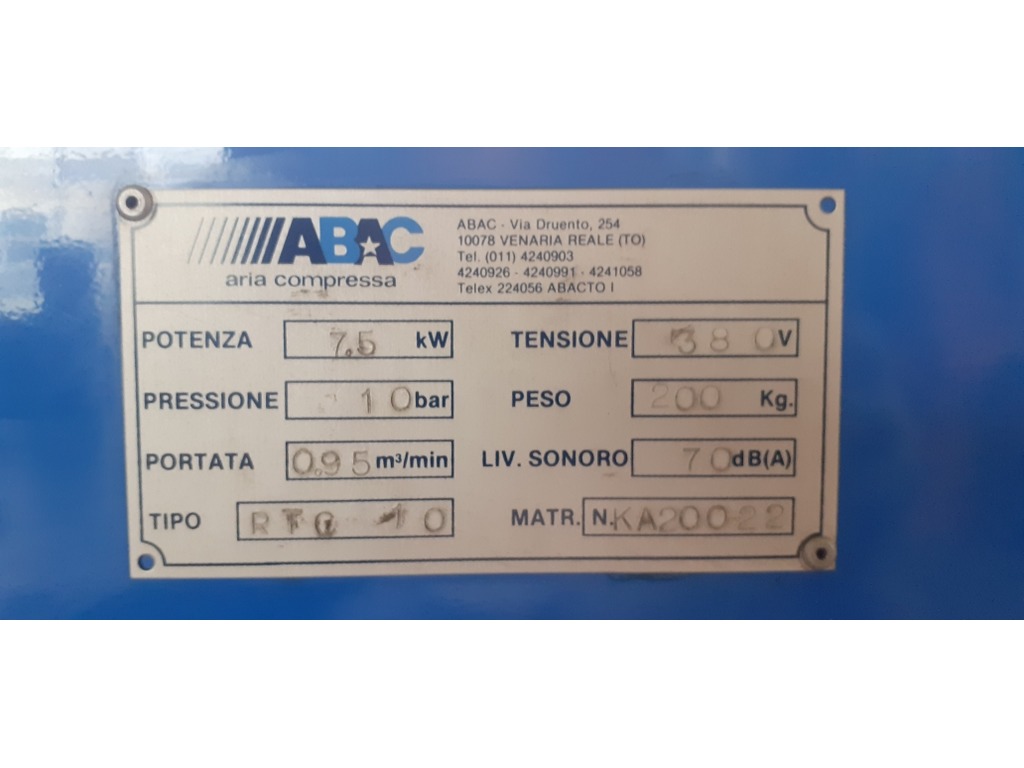 ABAC
aria compressa
ABAC - Via Druento, 254
10078 VENARIA REALE (TO)
Tel. (011) 4240903
4240926 - 4240991 - 4241058
Telex 224056 ABACTO I
POTENZA 7.5 kW
TENSIONE 380 V
PRESSIONE 10 bar
PESO 200 Kg.
PORTATA 0.95 m³/min
LIV. SONORO 70 dB(A)
TIPO 10
MATR. N. KA20022